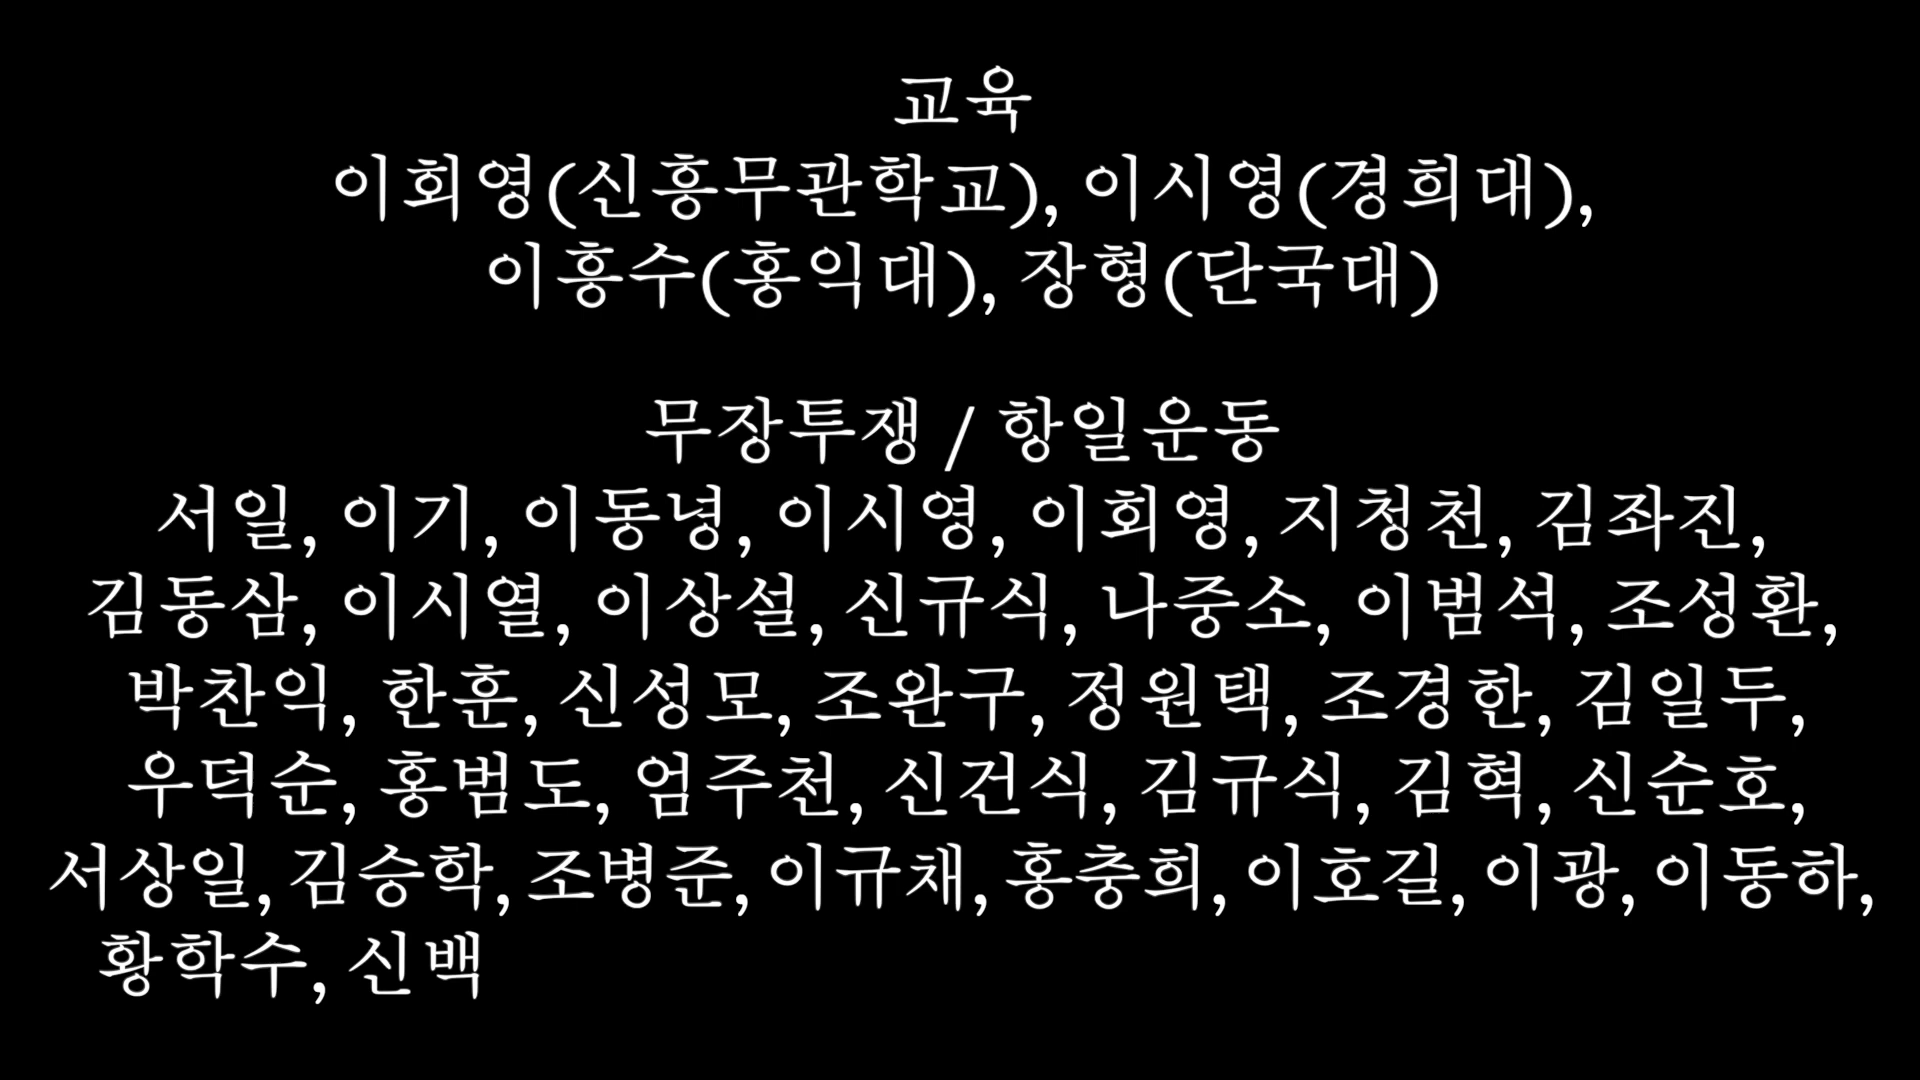 교육
이회영(신흥무관학교), 이시영(경희대),
이흥수(홍익대), 장형(단국대)
무장투쟁 / 항일운동
서일, 이기, 이동녕, 이시영, 이회영, 지청천, 김좌진,
김동삼, 이시열, 이상설, 신규식, 나중소, 이범석, 조성환,
박찬익, 한훈, 신성모, 조완구, 정원택, 조경한, 김일두,
우덕순, 홍범도, 엄주천, 신건식, 김규식, 김혁, 신순호,
서상일, 김승학, 조병준, 이규채, 홍충희, 이호길, 이광, 이동하,
황학수, 신백